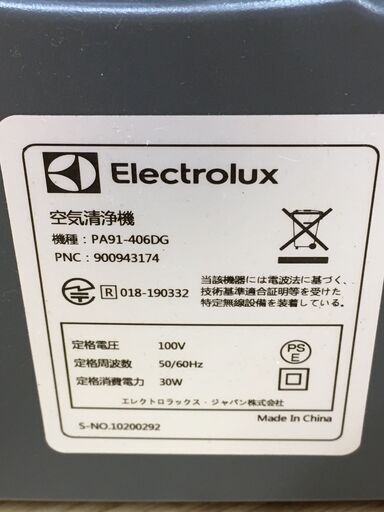 Electrolux
空気清浄機
機種：PA91-406DG
PNC：900943174
R 018-190332
当該機器には電波法に基づく、
技術基準適合証明等を受けた
特定無線設備を装着している。
定格電圧 100V
定格周波数 50/60Hz
定格消費電力 30W
PS
E
エレクトロラックス・ジャパン株式会社
S-NO.10200292
Made In China